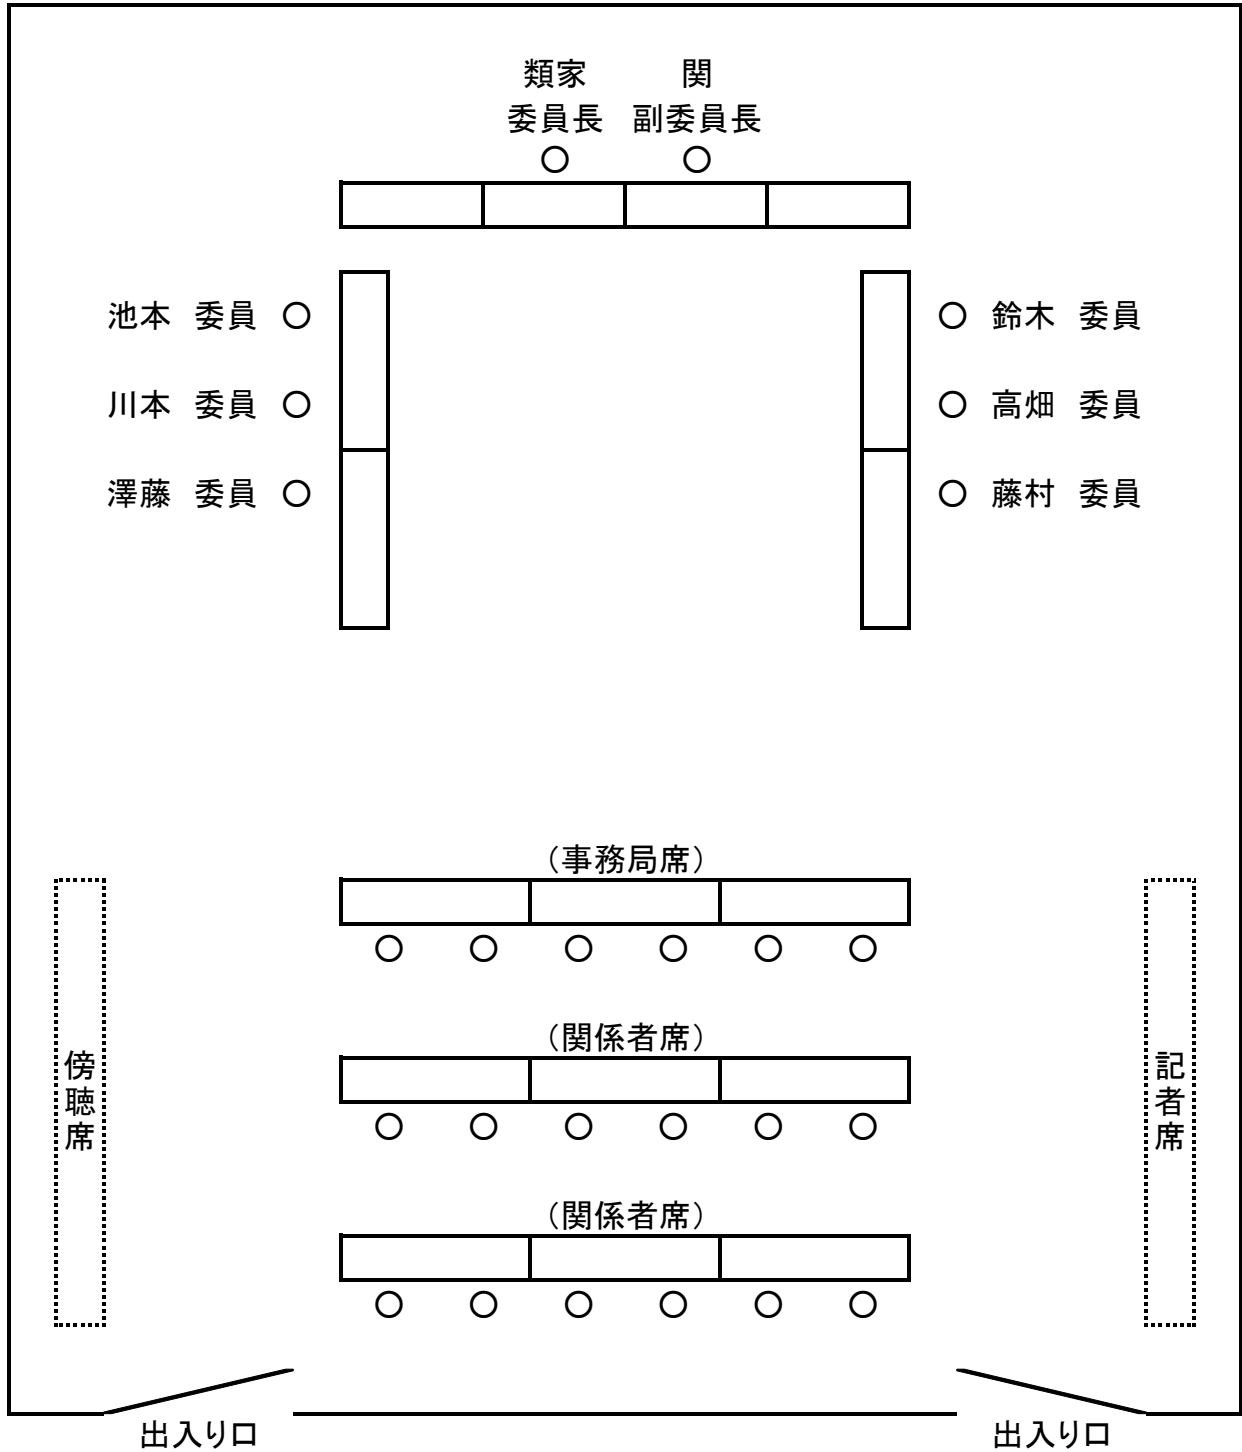 類家　関
委員長　副委員長
○　○
池本　委員　○　○　鈴木　委員
川本　委員　○　○　高畑　委員
澤藤　委員　○　○　藤村　委員
（事務局席）
○　○　○　○　○　○
（関係者席）
○　○　○　○　○　○
（関係者席）
○　○　○　○　○　○
傍聴席
記者席
出入り口　出入り口